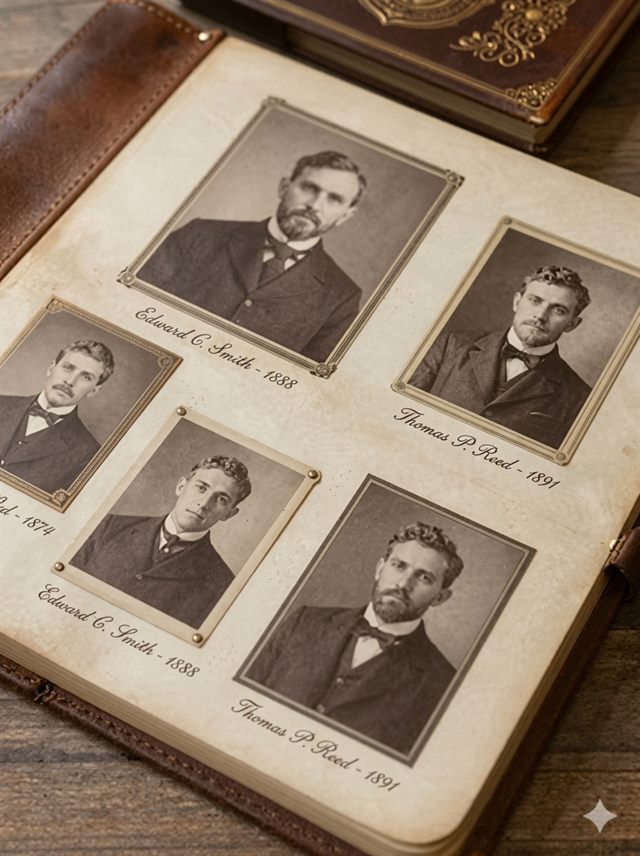 Edward C. Smith - 1888
Thomas P. Reed - 1891
- 1874
Edward C. Smith - 1888
Thomas P. Reed - 1891